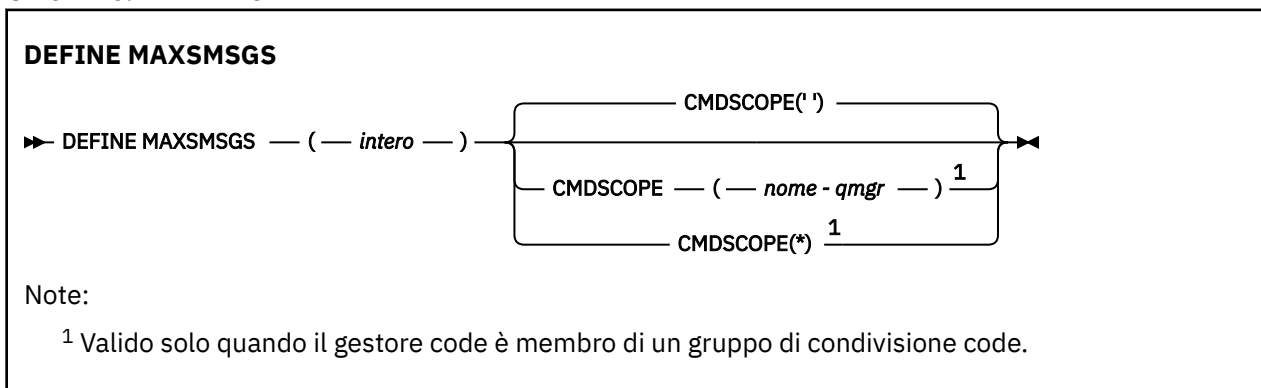 DEFINE MAXSMSGS
CMDSCOPE(' ')
DEFINE MAXSMSGS ( intero )
CMDSCOPE ( nome - qmgr ) 1
CMDSCOPE(*) 1
Note:
1 Valido solo quando il gestore code è membro di un gruppo di condivisione code.